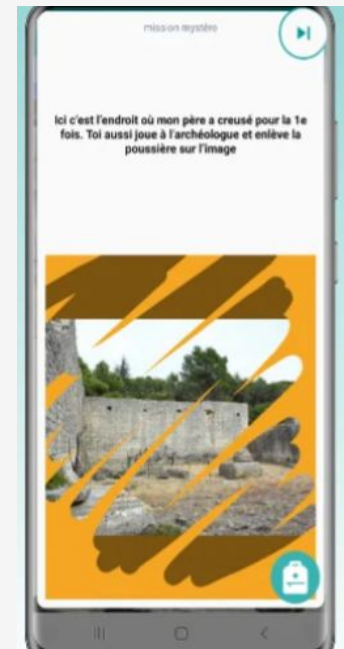 mission mystère
Ici c'est l'endroit où mon père a creusé pour la 1e
fois. Toi aussi joue à l'archéologue et enlève la
poussière sur l'image